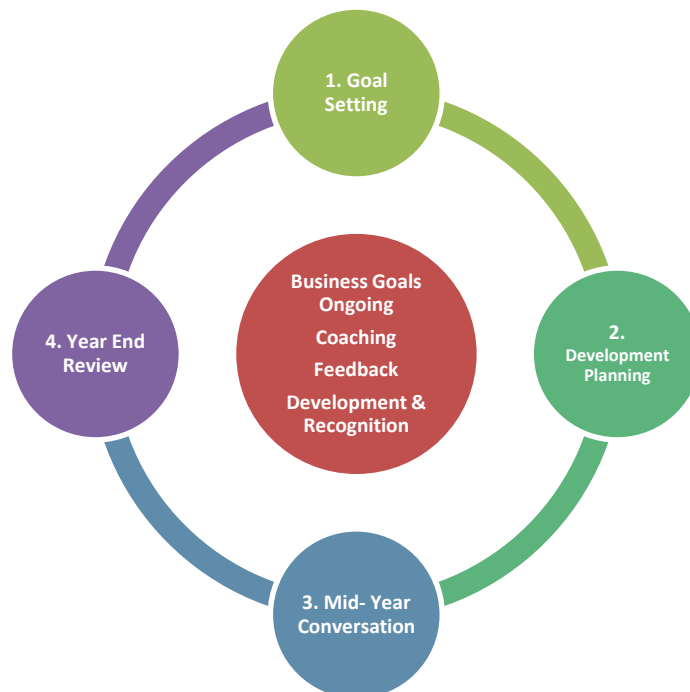 1. Goal
Setting
Business Goals
Ongoing
Coaching
Feedback
Development &
Recognition
2.
Development
Planning
3. Mid- Year
Conversation
4. Year End
Review